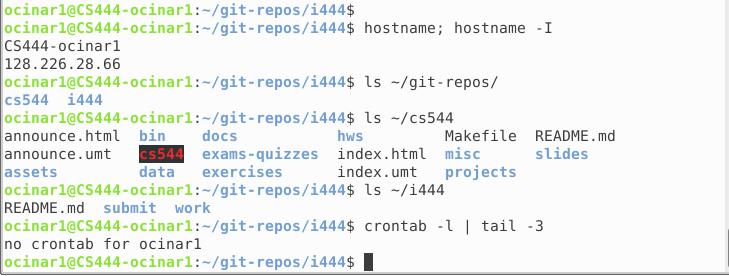 ocinar1@CS444-ocinar1:~/git-repos/i444$
ocinar1@CS444-ocinar1:~/git-repos/i444$ hostname; hostname -I
CS444-ocinar1
128.226.28.66
ocinar1@CS444-ocinar1:~/git-repos/i444$ ls ~/git-repos/
cs544  i444
ocinar1@CS444-ocinar1:~/git-repos/i444$ ls ~/cs544
announce.html  bin    docs           hws         Makefile  README.md
announce.umt   cs544  exams-quizzes  index.html  misc      slides
assets         data   exercises      index.umt   projects
ocinar1@CS444-ocinar1:~/git-repos/i444$ ls ~/i444
README.md  submit  work
ocinar1@CS444-ocinar1:~/git-repos/i444$ crontab -l | tail -3
no crontab for ocinar1
ocinar1@CS444-ocinar1:~/git-repos/i444$